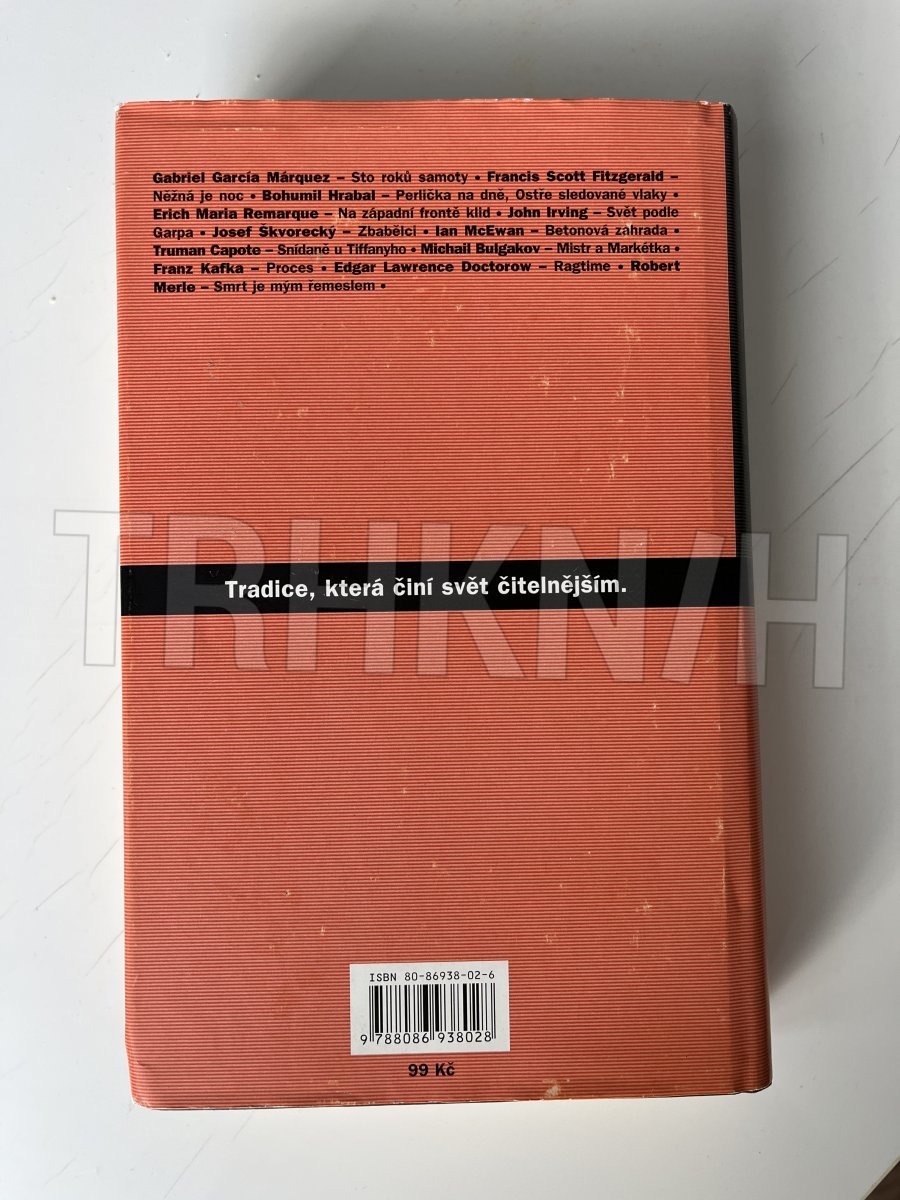 Gabriel García Márquez – Sto roků samoty • Francis Scott Fitzgerald –
Něžná je noc • Bohumil Hrabal – Perlička na dně, Ostře sledované vlaky •
Erich Maria Remarque – Na západní frontě klid • John Irving – Svět podle
Garpa • Josef Škvorecký – Zbabělci • Ian McEwan – Betonová zahrada •
Truman Capote – Snídaně u Tiffanyho • Michail Bulgakov – Mistr a Markétka •
Franz Kafka – Proces • Edgar Lawrence Doctorow – Ragtime • Robert
Merle – Smrt je mým řemeslem •
TRHKNIH
Tradice, která činí svět čitelnějším.
ISBN 80-86938-02-6
9 788086 938028
99 Kč